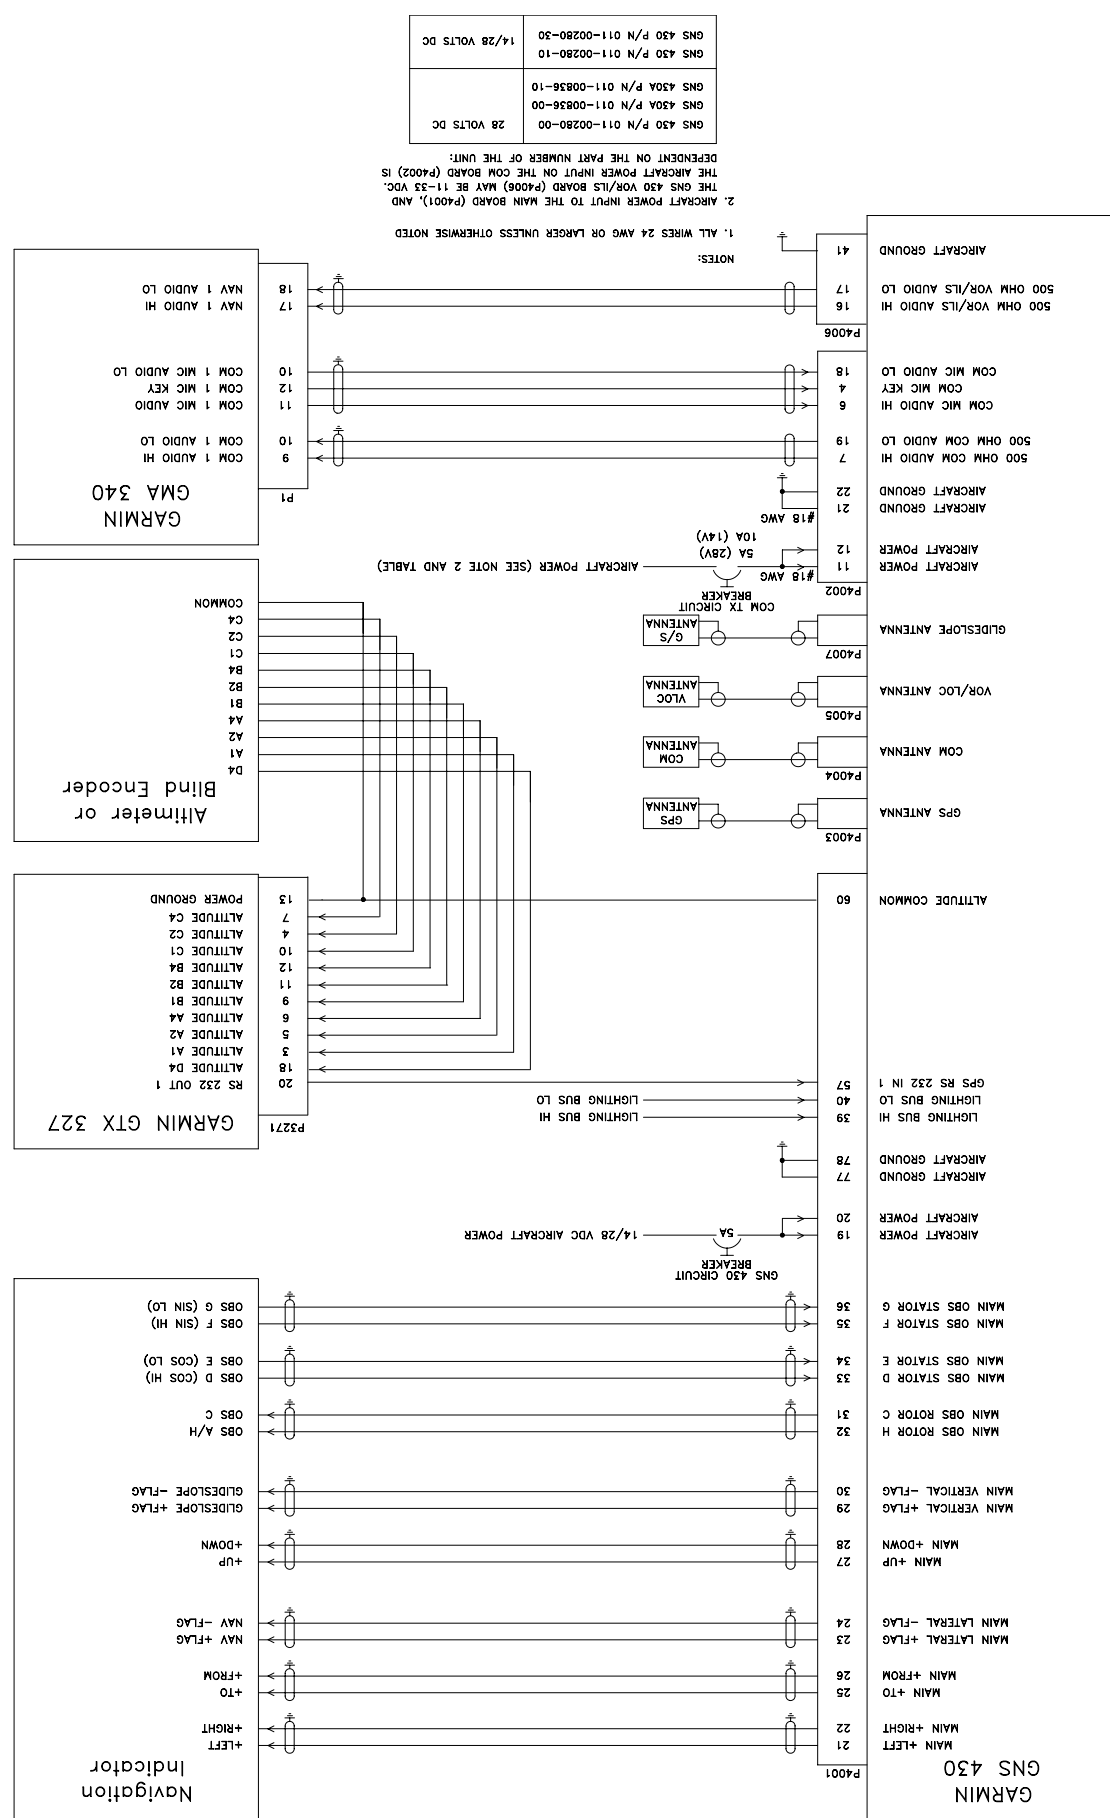 GARMIN
GNS 430
P4001
MAIN +LEFT 21
MAIN +RIGHT 22
MAIN +TO 25
MAIN +FROM 26
MAIN LATERAL +FLAG 23
MAIN LATERAL -FLAG 24
MAIN +UP 27
MAIN +DOWN 28
MAIN VERTICAL +FLAG 29
MAIN VERTICAL -FLAG 30
MAIN OBS ROTOR H 32
MAIN OBS ROTOR C 31
MAIN OBS STATOR D 33
MAIN OBS STATOR E 34
MAIN OBS STATOR F 35
MAIN OBS STATOR G 36
AIRCRAFT POWER 19
AIRCRAFT POWER 20
AIRCRAFT GROUND 77
AIRCRAFT GROUND 78
LIGHTING BUS HI 39
LIGHTING BUS LO 40
GPS RS 232 IN 1 57
ALTITUDE COMMON 60
P4003
GPS ANTENNA
P4004
COM ANTENNA
P4005
VOR/LOC ANTENNA
P4007
GLIDESLOPE ANTENNA
P4002
AIRCRAFT POWER 11
AIRCRAFT POWER 12
AIRCRAFT GROUND 21
AIRCRAFT GROUND 22
500 OHM COM AUDIO HI 7
500 OHM COM AUDIO LO 19
COM MIC AUDIO HI 6
COM MIC KEY 4
COM MIC AUDIO LO 18
P4006
500 OHM VOR/ILS AUDIO HI 16
500 OHM VOR/ILS AUDIO LO 17
AIRCRAFT GROUND 41
GNS 430 CIRCUIT
BREAKER
5A
14/28 VDC AIRCRAFT POWER
LIGHTING BUS HI
LIGHTING BUS LO
GPS
ANTENNA
COM
ANTENNA
VLOC
ANTENNA
G/S
ANTENNA
COM TX CIRCUIT
BREAKER
#18 AWG
5A (28V)
10A (14V)
AIRCRAFT POWER (SEE NOTE 2 AND TABLE)
#18 AWG
Navigation
Indicator
+LEFT
+RIGHT
+TO
+FROM
NAV +FLAG
NAV -FLAG
+UP
+DOWN
GLIDESLOPE +FLAG
GLIDESLOPE -FLAG
OBS A/H
OBS C
OBS D (COS HI)
OBS E (COS LO)
OBS F (SIN HI)
OBS G (SIN LO)
P3271
GARMIN GTX 327
20 RS 232 OUT 1
18 ALTITUDE D4
3 ALTITUDE A1
5 ALTITUDE A2
6 ALTITUDE A4
9 ALTITUDE B1
11 ALTITUDE B2
12 ALTITUDE B4
10 ALTITUDE C1
4 ALTITUDE C2
7 ALTITUDE C4
13 POWER GROUND
Altimeter or
Blind Encoder
D4
A1
A2
A4
B1
B2
B4
C1
C2
C4
COMMON
GARMIN
GMA 340
P1
9 COM 1 AUDIO HI
10 COM 1 AUDIO LO
11 COM 1 MIC AUDIO
12 COM 1 MIC KEY
10 COM 1 MIC AUDIO LO
17 NAV 1 AUDIO HI
18 NAV 1 AUDIO LO
NOTES:
1. ALL WIRES 24 AWG OR LARGER UNLESS OTHERWISE NOTED
2. AIRCRAFT POWER INPUT TO THE MAIN BOARD (P4001), AND
THE GNS 430 VOR/ILS BOARD (P4006) MAY BE 11-33 VDC.
THE AIRCRAFT POWER INPUT ON THE COM BOARD (P4002) IS
DEPENDENT ON THE PART NUMBER OF THE UNIT:
GNS 430 P/N 011-00280-00 28 VOLTS DC
GNS 430A P/N 011-00836-00
GNS 430A P/N 011-00836-10
GNS 430 P/N 011-00280-10 14/28 VOLTS DC
GNS 430 P/N 011-00280-30